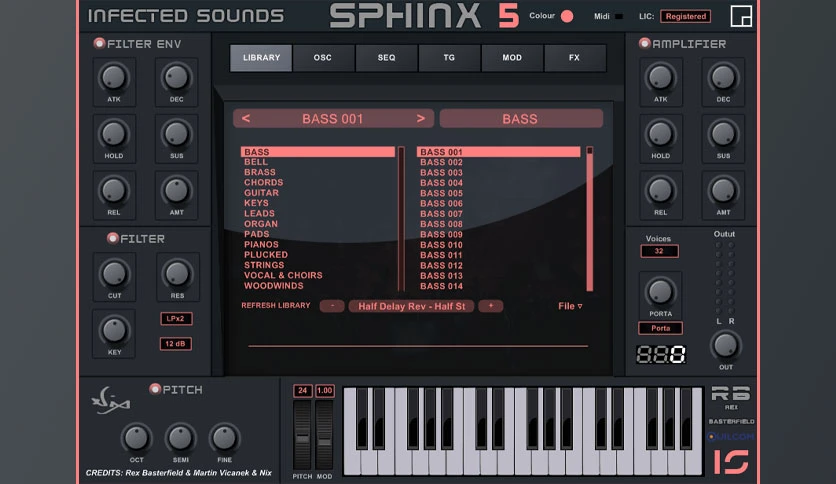 INFECTED SOUNDS
SPHINX 5
Colour
Midi
LIC: Registered
FILTER ENV
ATK DEC
HOLD SUS
REL AMT
FILTER
CUT RES
LPx2
KEY
12 dB
LIBRARY OSC SEQ TG MOD FX
< BASS 001 >
BASS
BASS
BELL
BRASS
CHORDS
GUITAR
KEYS
LEADS
ORGAN
PADS
PIANOS
PLUCKED
STRINGS
VOCAL & CHOIRS
WOODWINDS
BASS 001
BASS 002
BASS 003
BASS 004
BASS 005
BASS 006
BASS 007
BASS 008
BASS 009
BASS 010
BASS 011
BASS 012
BASS 013
BASS 014
REFRESH LIBRARY - Half Delay Rev - Half St + File ▿
AMPLIFIER
ATK DEC
HOLD SUS
REL AMT
Voices
32
Outut
PORTA
Porta
L R
0
OUT
PITCH
OCT SEMI FINE
CREDITS: Rex Basterfield & Martin Vicanek & Nix
24 1.00
PITCH MOD
RB
REX
BASTERFIELD
QUILCOM
IS